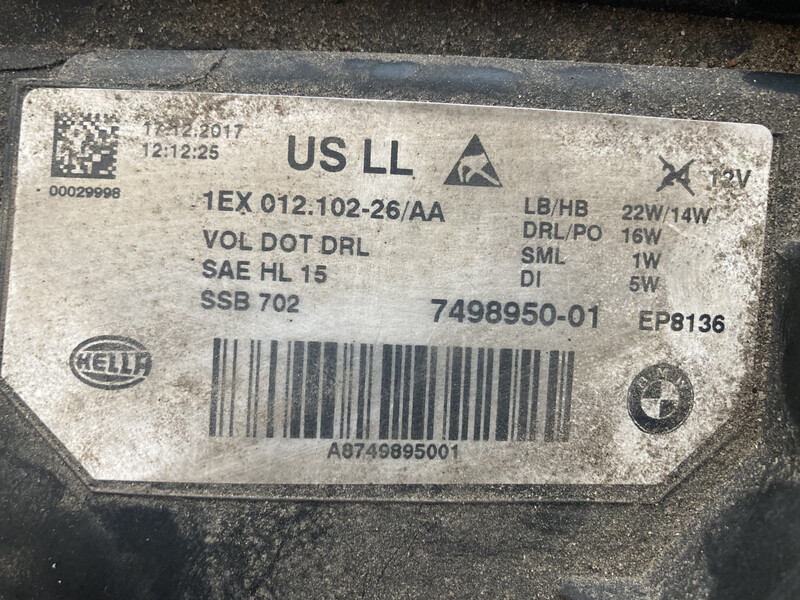 17.12.2017
12:12:25
US LL
24 12V
00029998
1EX 012.102-26/AA
LB/HB 22W/14W
VOL DOT DRL
DRL/PO 16W
SAE HL 15
SML 1W
DI 5W
SSB 702
7498950-01
EP8136
HELLA
BMW
A8749895001